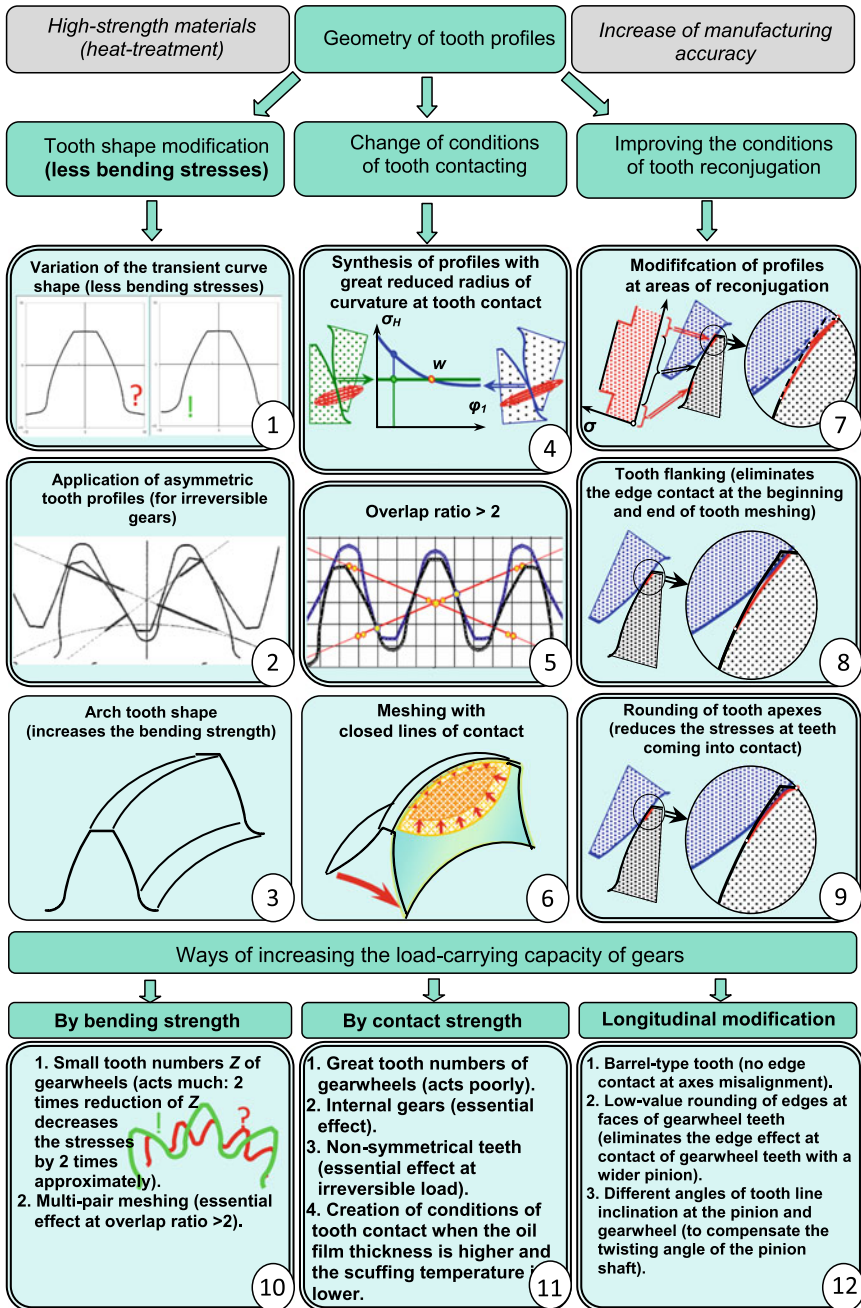 High-strength materials
(heat-treatment)
Geometry of tooth profiles
Increase of manufacturing
accuracy
Tooth shape modification
(less bending stresses)
Change of conditions
of tooth contacting
Improving the conditions
of tooth reconjugation
Variation of the transient curve
shape (less bending stresses)
?
!
1
Synthesis of profiles with
great reduced radius of
curvature at tooth contact
σH
w
φ1
4
Modififcation of profiles
at areas of reconjugation
σ
7
Application of asymmetric
tooth profiles (for irreversible
gears)
2
Overlap ratio > 2
5
Tooth flanking (eliminates
the edge contact at the beginning
and end of tooth meshing)
8
Arch tooth shape
(increases the bending strength)
3
Meshing with
closed lines of contact
6
Rounding of tooth apexes
(reduces the stresses at teeth
coming into contact)
9
Ways of increasing the load-carrying capacity of gears
By bending strength
By contact strength
Longitudinal modification
1. Small tooth numbers Z of
gearwheels (acts much: 2
times reduction of Z
decreases
the stresses
by 2 times
approximately).
! ?
2. Multi-pair meshing (essential
effect at overlap ratio >2).
10
1. Great tooth numbers of
gearwheels (acts poorly).
2. Internal gears (essential
effect).
3. Non-symmetrical teeth
(essential effect at
irreversible load).
4. Creation of conditions of
tooth contact when the oil
film thickness is higher and
the scuffing temperature i
lower.
11
1. Barrel-type tooth (no edge
contact at axes misalignment).
2. Low-value rounding of edges at
faces of gearwheel teeth
(eliminates the edge effect at
contact of gearwheel teeth with a
wider pinion).
3. Different angles of tooth line
inclination at the pinion and
gearwheel (to compensate the
twisting angle of the pinion
shaft).
12